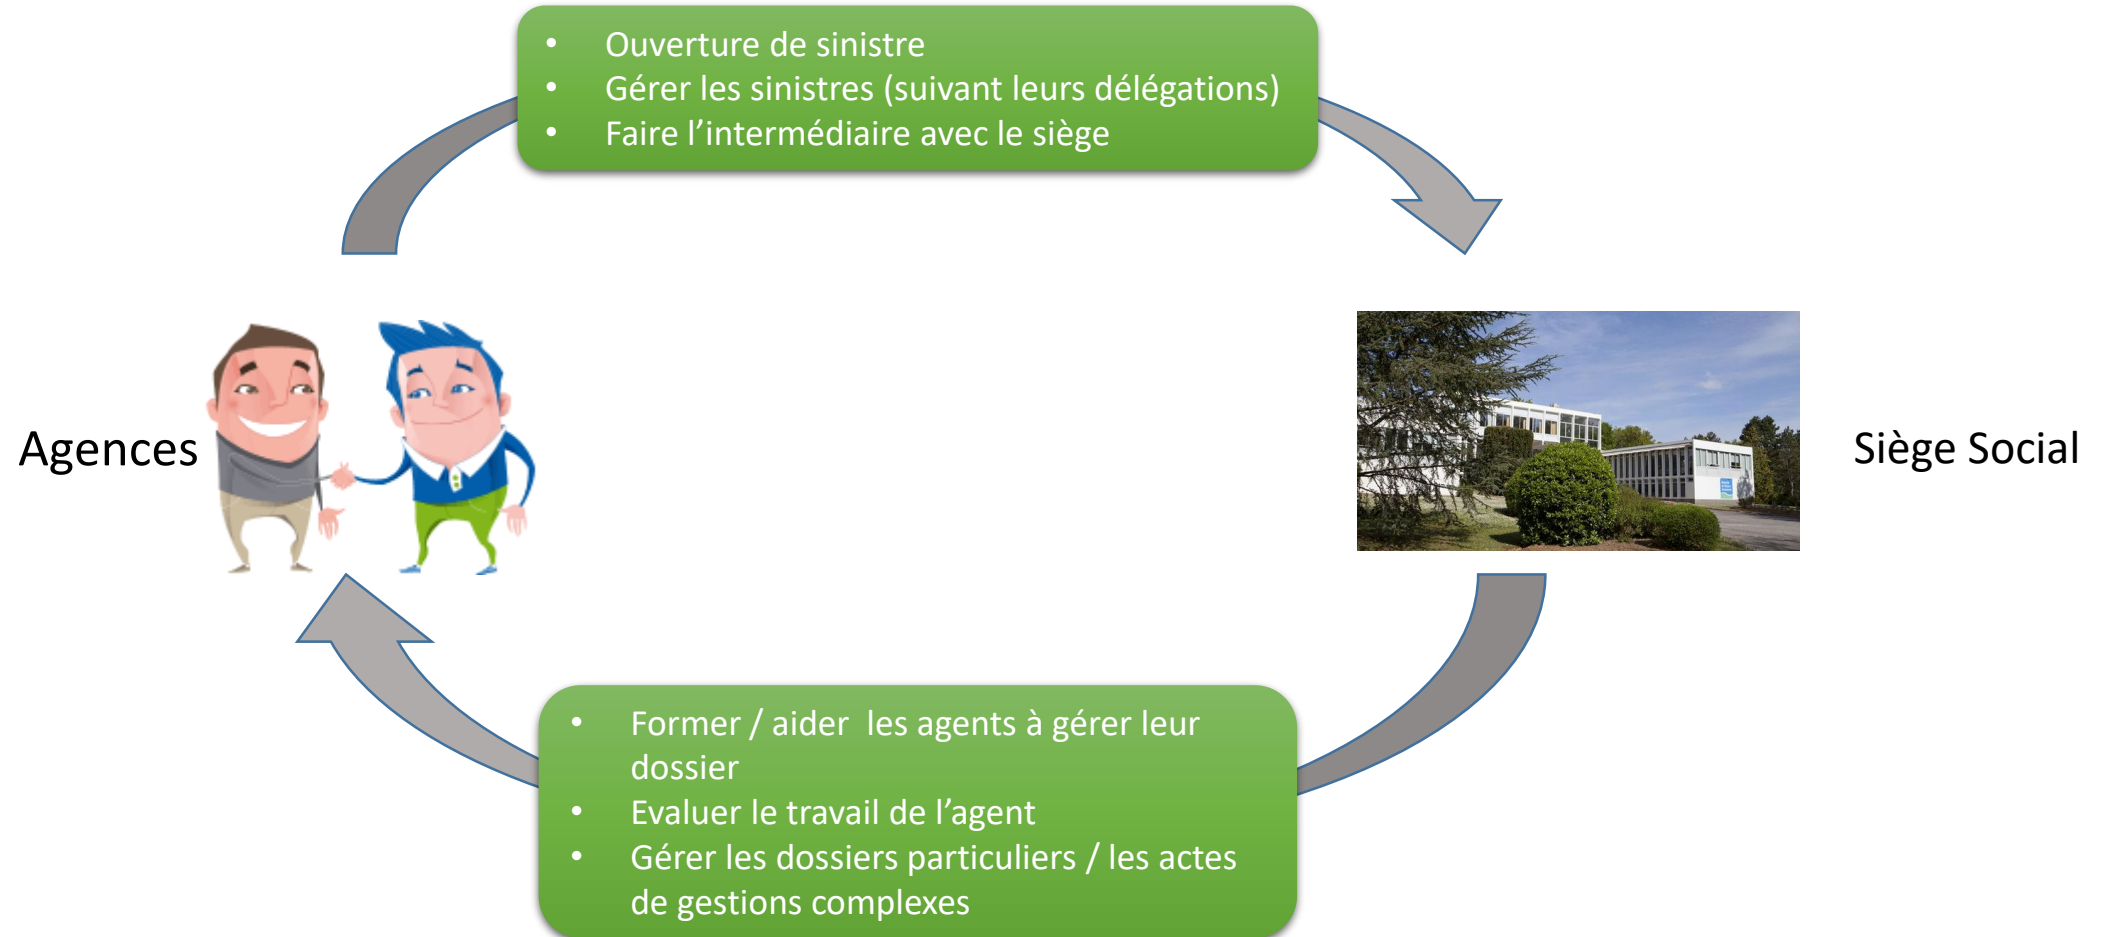 • Ouverture de sinistre
• Gérer les sinistres (suivant leurs délégations)
• Faire l’intermédiaire avec le siège
Agences
Siège Social
• Former / aider  les agents à gérer leur
dossier
• Evaluer le travail de l’agent
• Gérer les dossiers particuliers / les actes
de gestions complexes